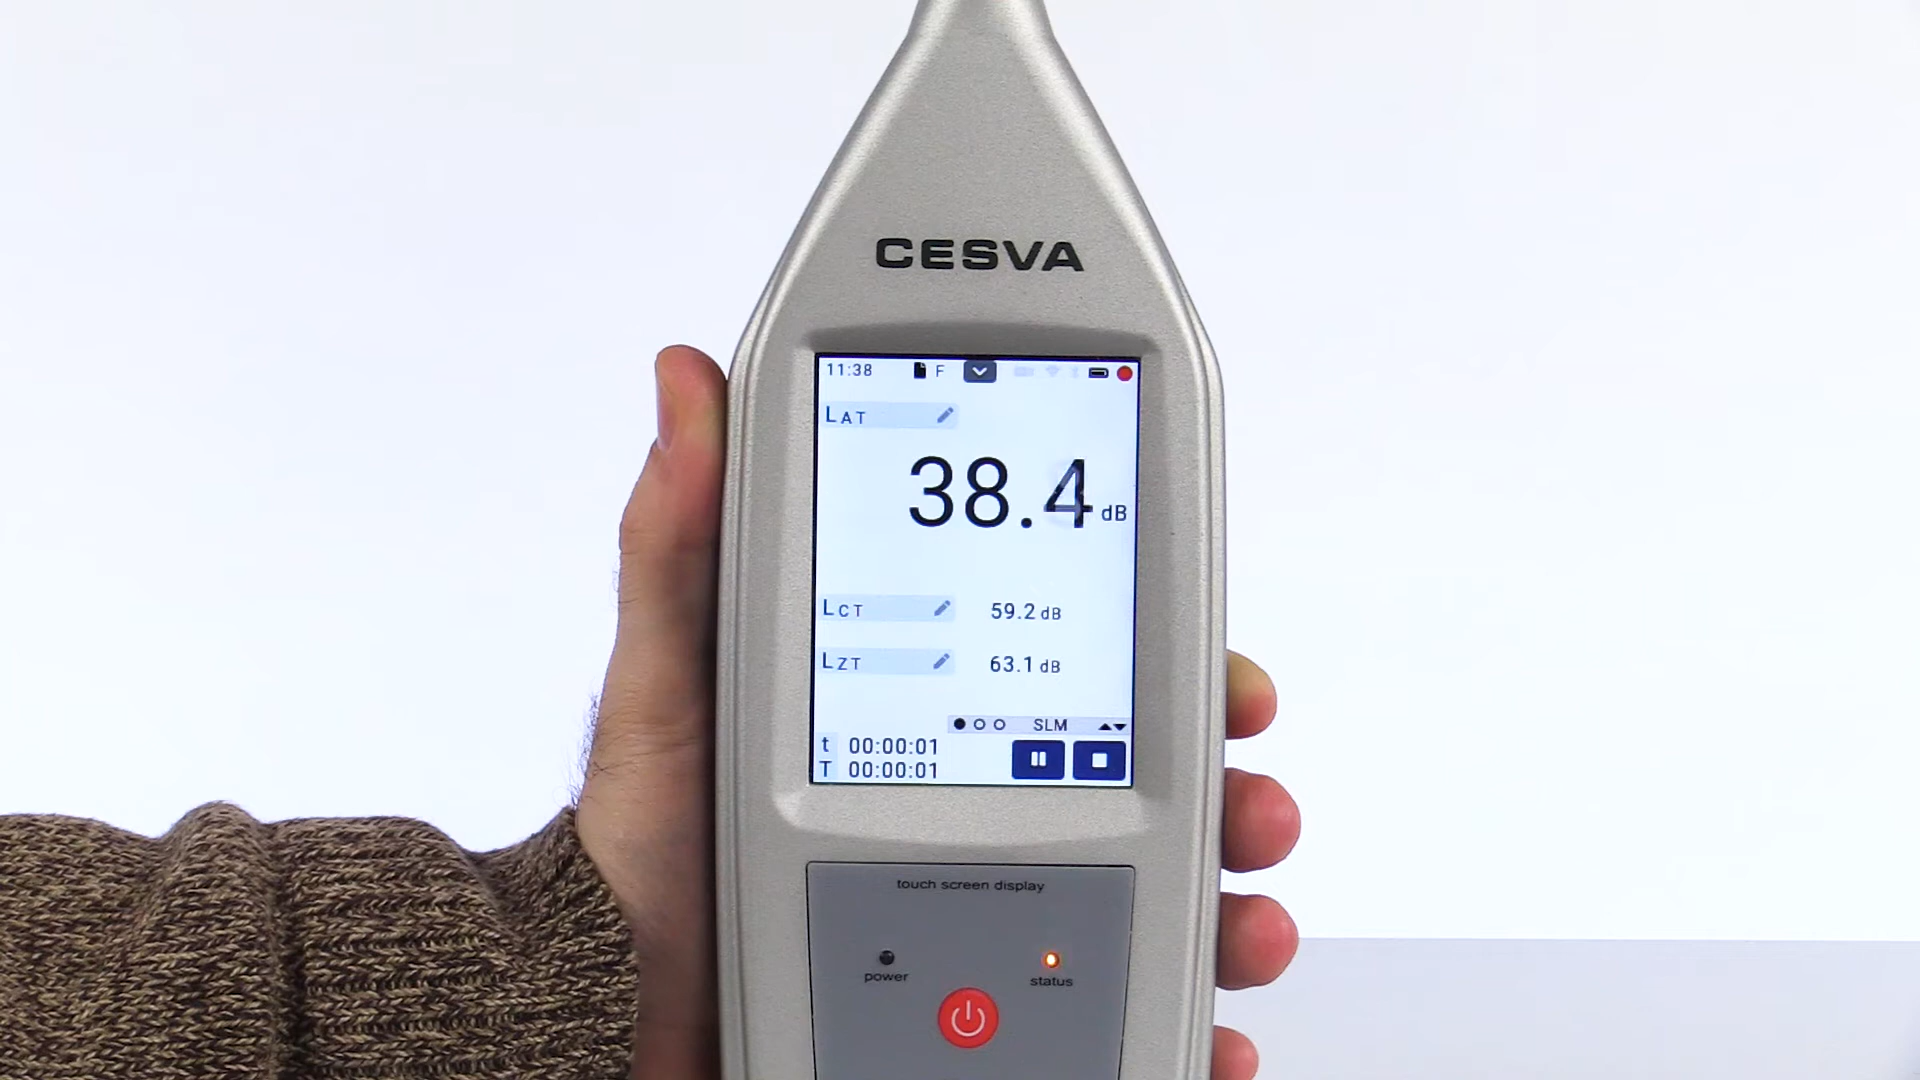 CESVA
11:38 F
LAT
38.4 dB
LCT 59.2 dB
LZT 63.1 dB
SLM
t 00:00:01
T 00:00:01
touch screen display
power status